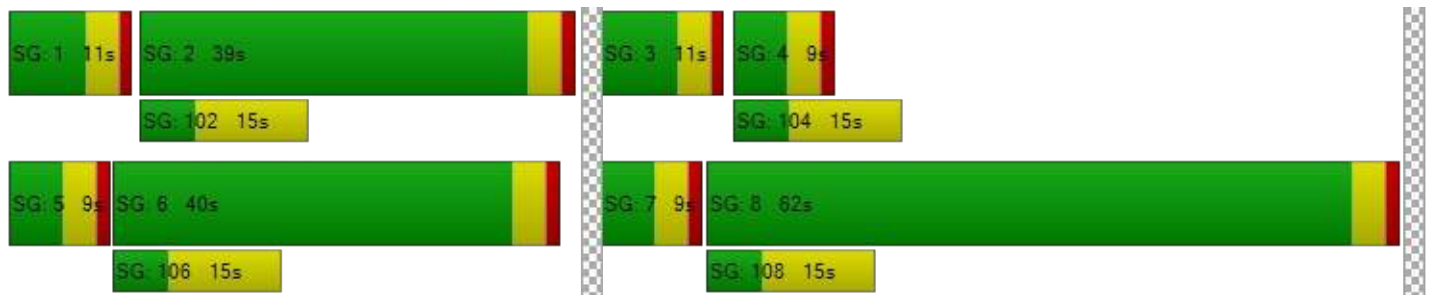 SG: 1 11s SG: 2 39s SG: 3 11s SG: 4 9s
SG: 102 15s SG: 104 15s
SG: 5 9s SG: 6 40s SG: 7 9s SG: 8 62s
SG: 106 15s SG: 108 15s